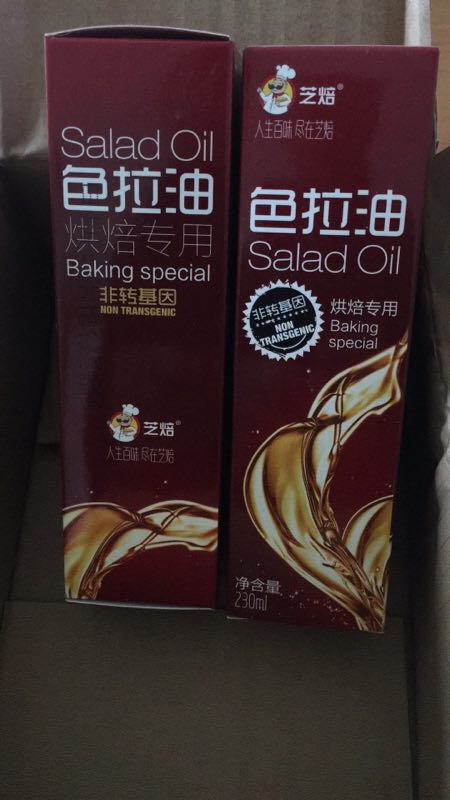 Salad Oil
色拉油
烘焙专用
Baking special
非转基因
NON TRANSGENIC
芝焙®
人生百味 尽在芝焙
芝焙®
人生百味 尽在芝焙
色拉油
Salad Oil
非转基因
NON
TRANSGENIC
烘焙专用
Baking
special
净含量
230ml